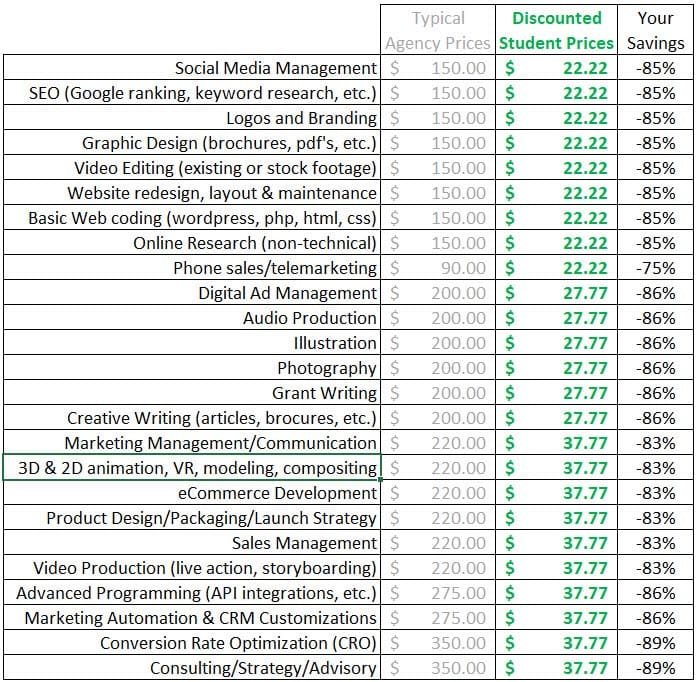 Typical Discounted Your
Agency Prices Student Prices Savings
Social Media Management $ 150.00 $ 22.22 -85%
SEO (Google ranking, keyword research, etc.) $ 150.00 $ 22.22 -85%
Logos and Branding $ 150.00 $ 22.22 -85%
Graphic Design (brochures, pdf's, etc.) $ 150.00 $ 22.22 -85%
Video Editing (existing or stock footage) $ 150.00 $ 22.22 -85%
Website redesign, layout & maintenance $ 150.00 $ 22.22 -85%
Basic Web coding (wordpress, php, html, css) $ 150.00 $ 22.22 -85%
Online Research (non-technical) $ 150.00 $ 22.22 -85%
Phone sales/telemarketing $ 90.00 $ 22.22 -75%
Digital Ad Management $ 200.00 $ 27.77 -86%
Audio Production $ 200.00 $ 27.77 -86%
Illustration $ 200.00 $ 27.77 -86%
Photography $ 200.00 $ 27.77 -86%
Grant Writing $ 200.00 $ 27.77 -86%
Creative Writing (articles, brocures, etc.) $ 200.00 $ 27.77 -86%
Marketing Management/Communication $ 220.00 $ 37.77 -83%
3D & 2D animation, VR, modeling, compositing $ 220.00 $ 37.77 -83%
eCommerce Development $ 220.00 $ 37.77 -83%
Product Design/Packaging/Launch Strategy $ 220.00 $ 37.77 -83%
Sales Management $ 220.00 $ 37.77 -83%
Video Production (live action, storyboarding) $ 220.00 $ 37.77 -83%
Advanced Programming (API integrations, etc.) $ 275.00 $ 37.77 -86%
Marketing Automation & CRM Customizations $ 275.00 $ 37.77 -86%
Conversion Rate Optimization (CRO) $ 350.00 $ 37.77 -89%
Consulting/Strategy/Advisory $ 350.00 $ 37.77 -89%